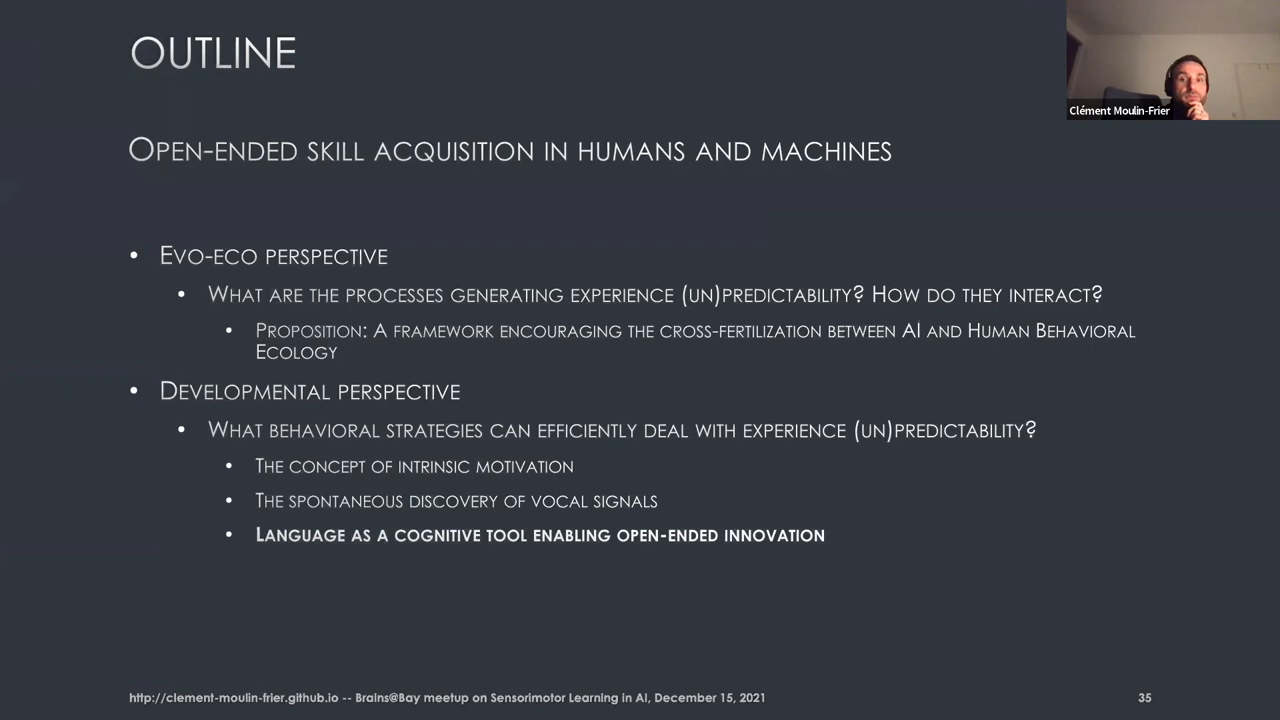 OUTLINE
Clément Moulin-Frier
OPEN-ENDED SKILL ACQUISITION IN HUMANS AND MACHINES
• EVO-ECO PERSPECTIVE
• WHAT ARE THE PROCESSES GENERATING EXPERIENCE (UN)PREDICTABILITY? HOW DO THEY INTERACT?
• PROPOSITION: A FRAMEWORK ENCOURAGING THE CROSS-FERTILIZATION BETWEEN AI AND HUMAN BEHAVIORAL
ECOLOGY
• DEVELOPMENTAL PERSPECTIVE
• WHAT BEHAVIORAL STRATEGIES CAN EFFICIENTLY DEAL WITH EXPERIENCE (UN)PREDICTABILITY?
• THE CONCEPT OF INTRINSIC MOTIVATION
• THE SPONTANEOUS DISCOVERY OF VOCAL SIGNALS
• LANGUAGE AS A COGNITIVE TOOL ENABLING OPEN-ENDED INNOVATION
http://clement-moulin-frier.github.io -- Brains@Bay meetup on Sensorimotor Learning in AI, December 15, 2021
35